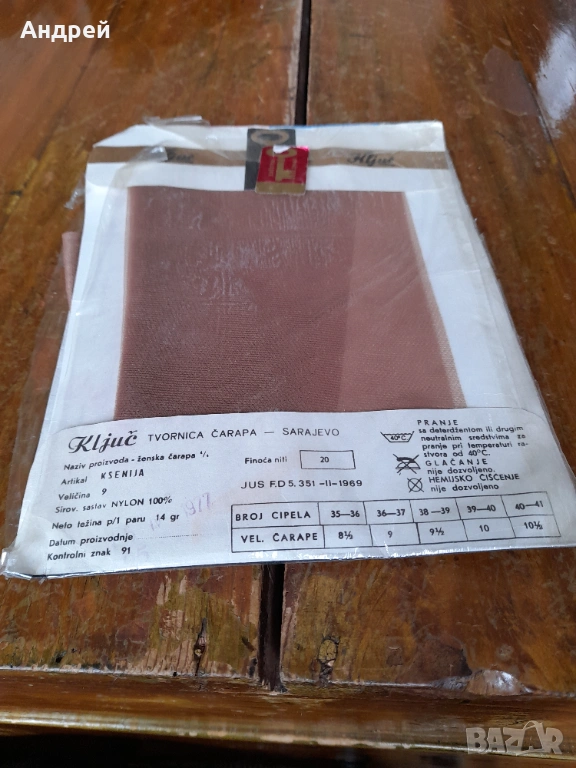 Андрей
Ključ
Ključ TVORNICA ČARAPA — SARAJEVO
Naziv proizvoda - ženska čarapa ¹/₁
Artikal KSENIJA
Veličina 9
Sirov. sastav NYLON 100%
Neto težina p/1 paru 14 gr
Datum proizvodnje
Kontrolni znak 91
Finoća niti 20
JUS F.D 5. 351 -II-1969
40°C
PRANJE
sa deterdžentom ili drugim
neutralnim sredstvima za
pranje pri temperaturi ra-
stvora od 40°C.
GLAČANJE
nije dozvoljeno.
HEMIJSKO ČIŠĆENJE
nije dozvoljeno.
BROJ CIPELA 35—36 36—37 38—39 39—40 40—41
VEL. ČARAPE 8½ 9 9½ 10 10½
BAZAR